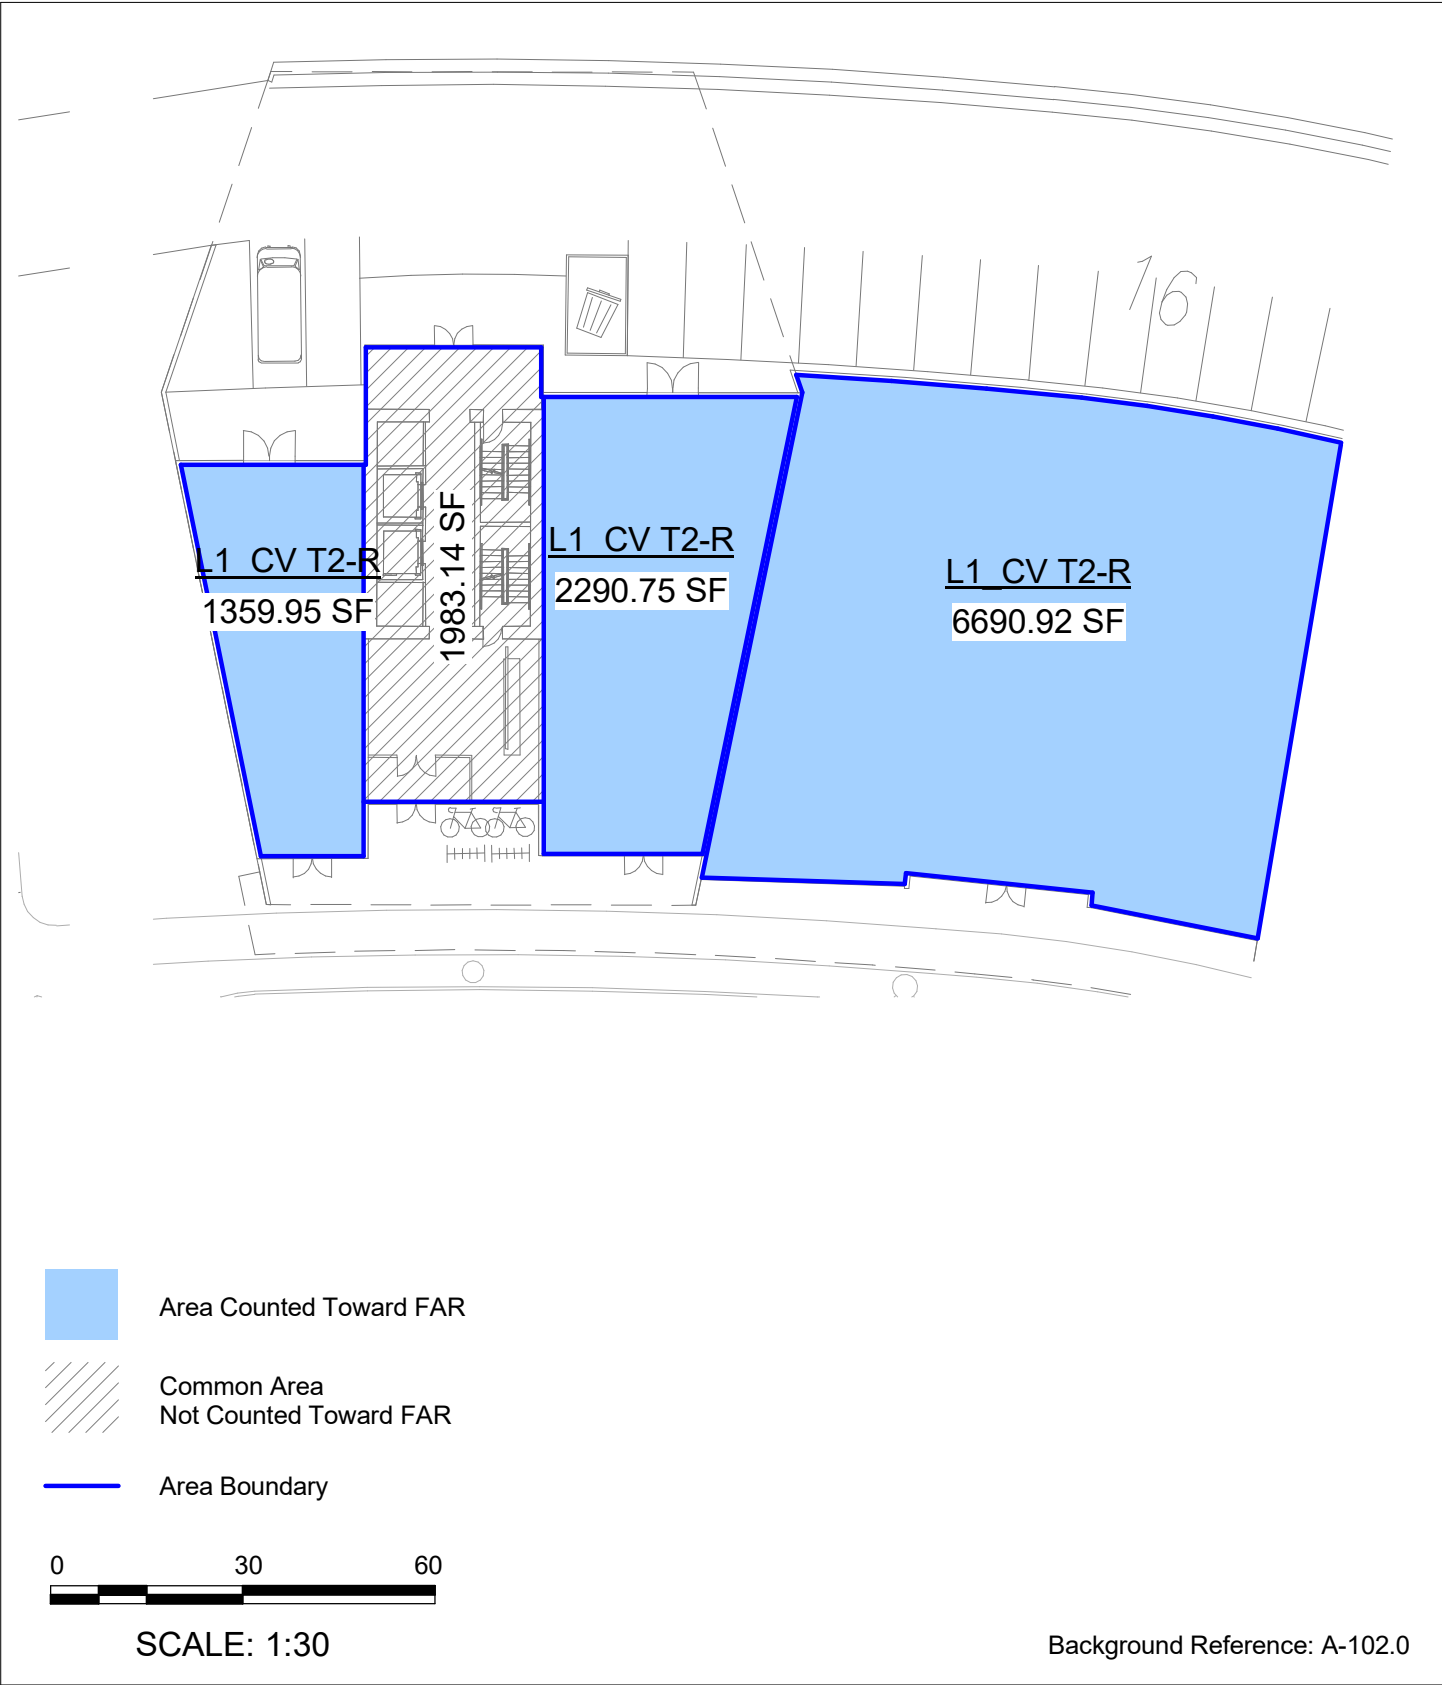 16
L1_CV T2-R
1359.95 SF
1983.14 SF
L1_CV T2-R
2290.75 SF
L1_CV T2-R
6690.92 SF
Area Counted Toward FAR
Common Area
Not Counted Toward FAR
Area Boundary
0 30 60
SCALE: 1:30
Background Reference: A-102.0